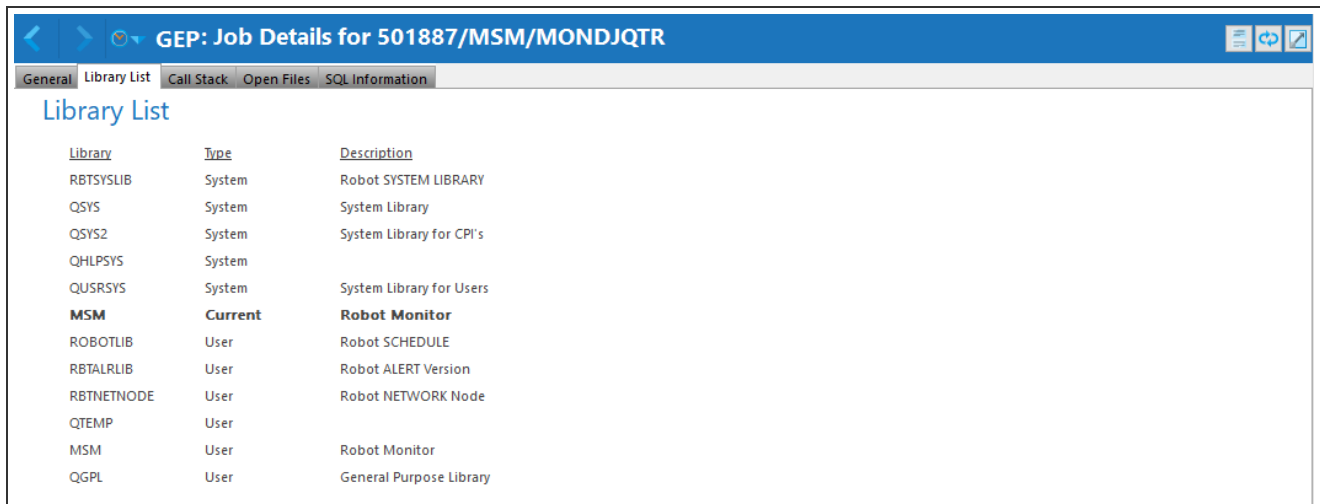 GEP: Job Details for 501887/MSM/MONDJQTR
General Library List Call Stack Open Files SQL Information
Library List
Library Type Description
RBTSYSLIB System Robot SYSTEM LIBRARY
QSYS System System Library
QSYS2 System System Library for CPI's
QHLPSYS System
QUSRSYS System System Library for Users
MSM Current Robot Monitor
ROBOTLIB User Robot SCHEDULE
RBTALRLIB User Robot ALERT Version
RBTNETNODE User Robot NETWORK Node
QTEMP User
MSM User Robot Monitor
QGPL User General Purpose Library